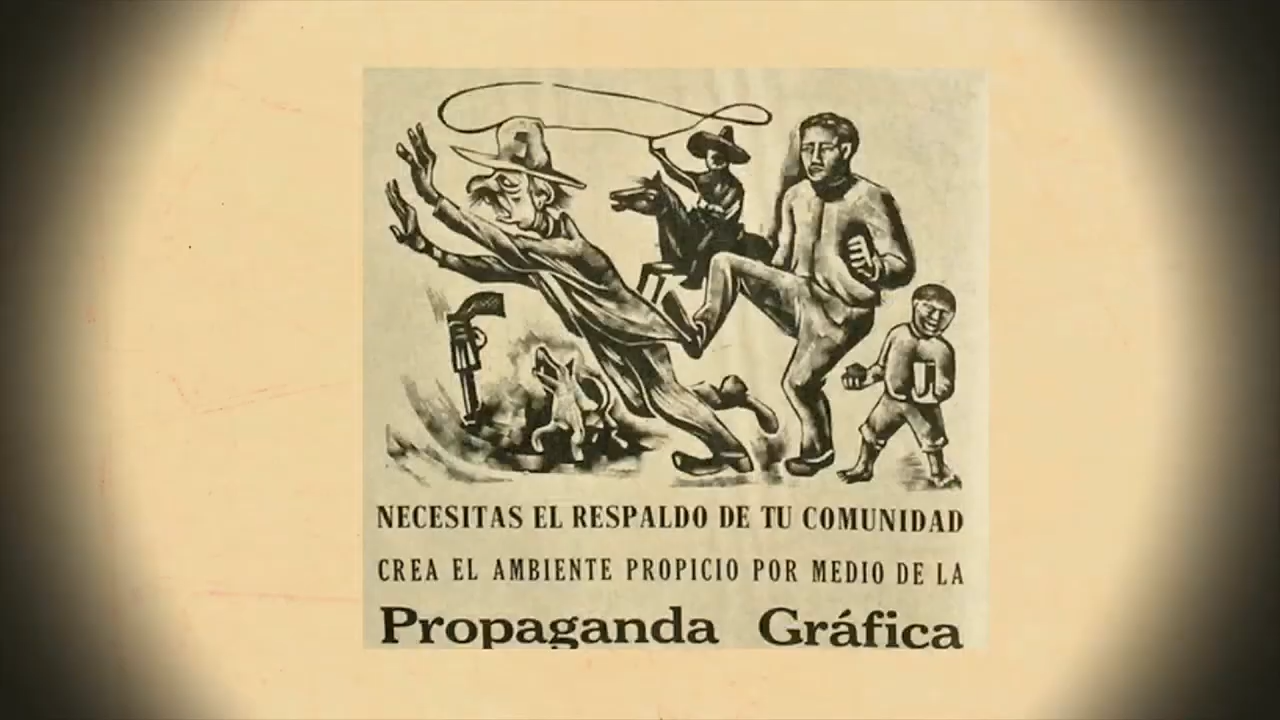 NECESITAS EL RESPALDO DE TU COMUNIDAD
CREA EL AMBIENTE PROPICIO POR MEDIO DE LA
Propaganda Gráfica